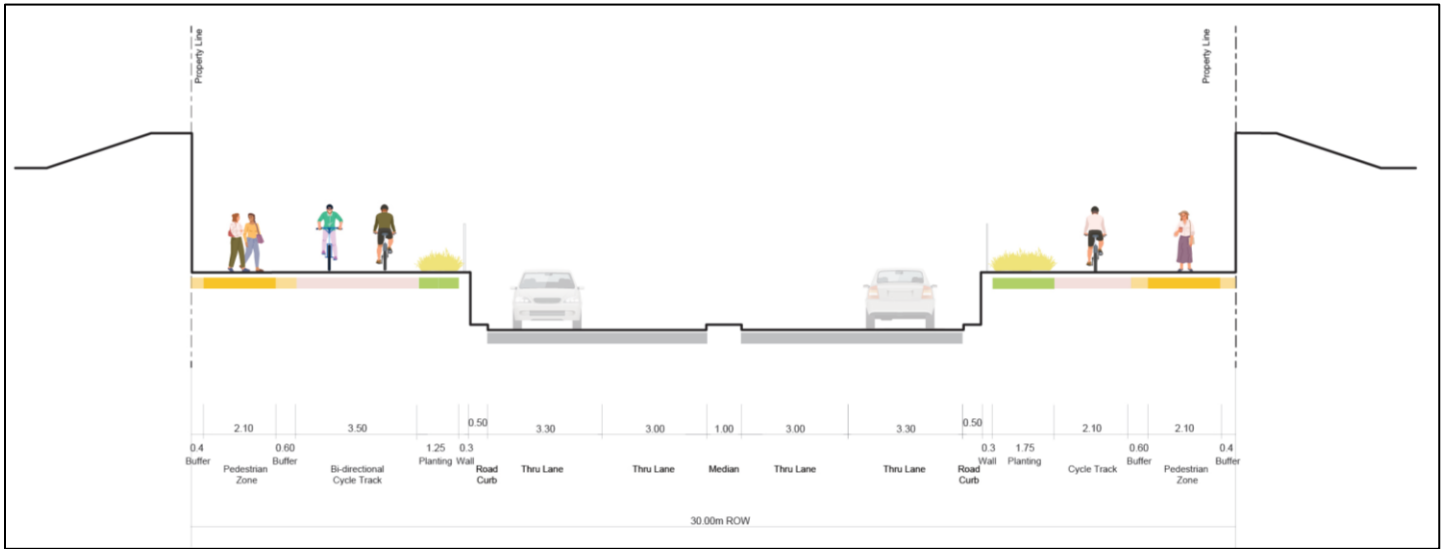 Property Line
Property Line
0.50
0.50
2.10
3.50
3.30
3.00
1.00
3.00
3.30
2.10
2.10
0.4
0.60
1.25
0.3
0.3
1.75
0.60
0.4
Buffer
Buffer
Planting
Wall
Wall
Planting
Buffer
Buffer
Pedestrian
Zone
Bi-directional
Cycle Track
Road
Curb
Thru Lane
Thru Lane
Median
Thru Lane
Thru Lane
Road
Curb
Cycle Track
Pedestrian
Zone
30.00m ROW